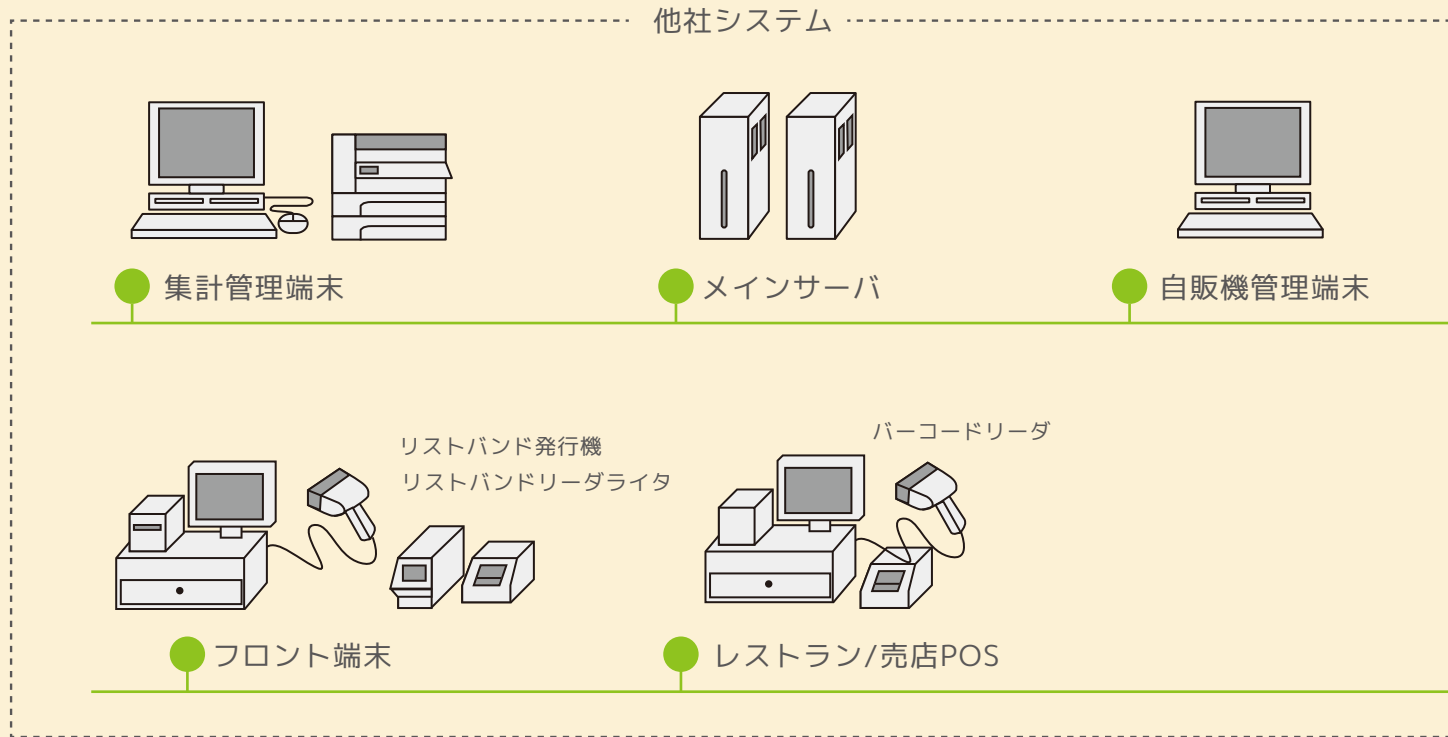 他社システム
集計管理端末
メインサーバ
自販機管理端末
リストバンド発行機
リストバンドリーダライタ
バーコードリーダ
フロント端末
レストラン/売店POS